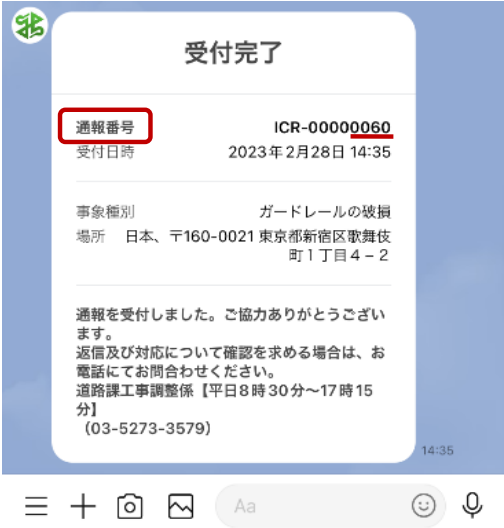 受付完了
通報番号 ICR-00000060
受付日時 2023年2月28日 14:35
事象種別 ガードレールの破損
場所 日本、〒160-0021 東京都新宿区歌舞伎
町1丁目4−2
通報を受付しました。ご協力ありがとうござい
ます。
返信及び対応について確認を求める場合は、お
電話にてお問合わせください。
道路課工事調整係【平日8時30分〜17時15
分】
（03-5273-3579）
14:35
Aa